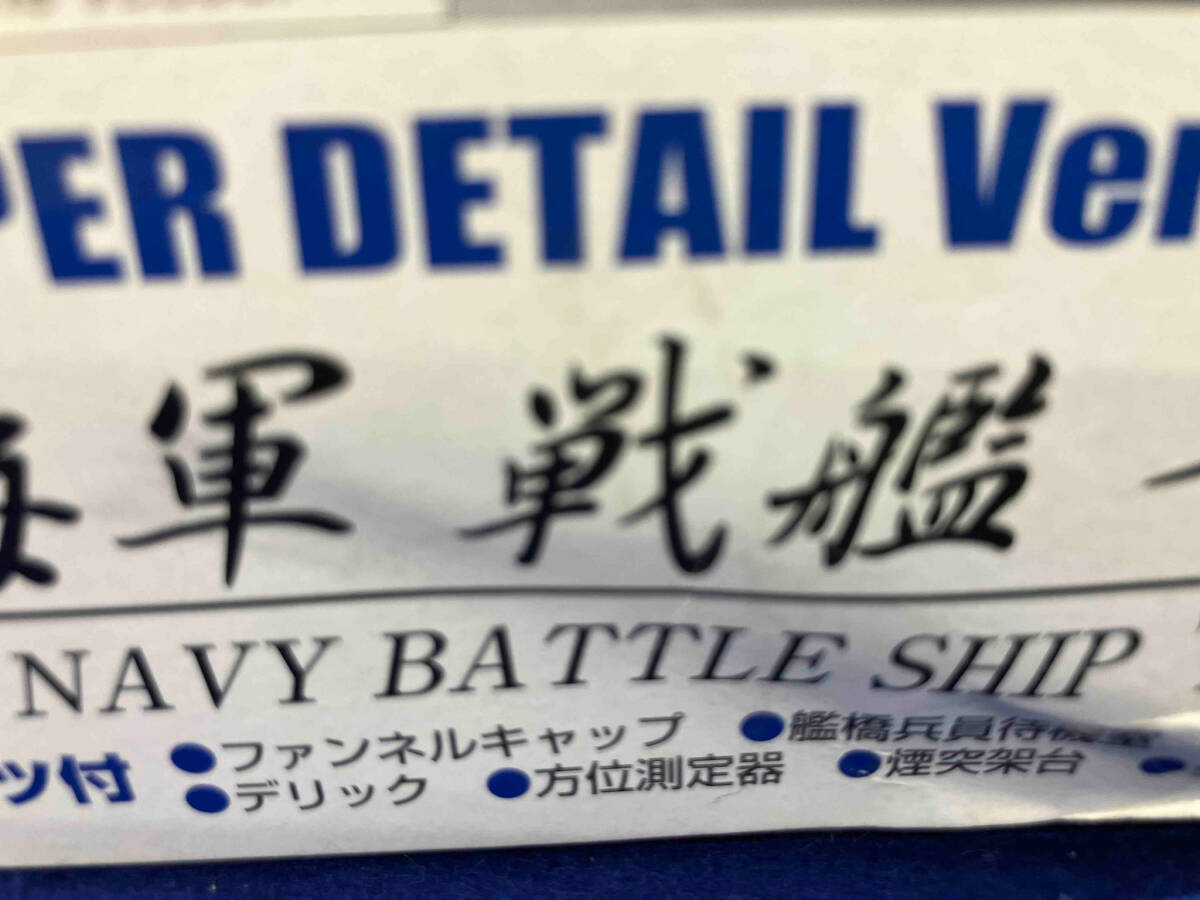 PER DETAIL Ver
海軍 戦艦
NAVY BATTLE SHIP
ツ付 ●ファンネルキャップ ●艦橋兵員待機室
●デリック ●方位測定器 ●煙突架台 ●